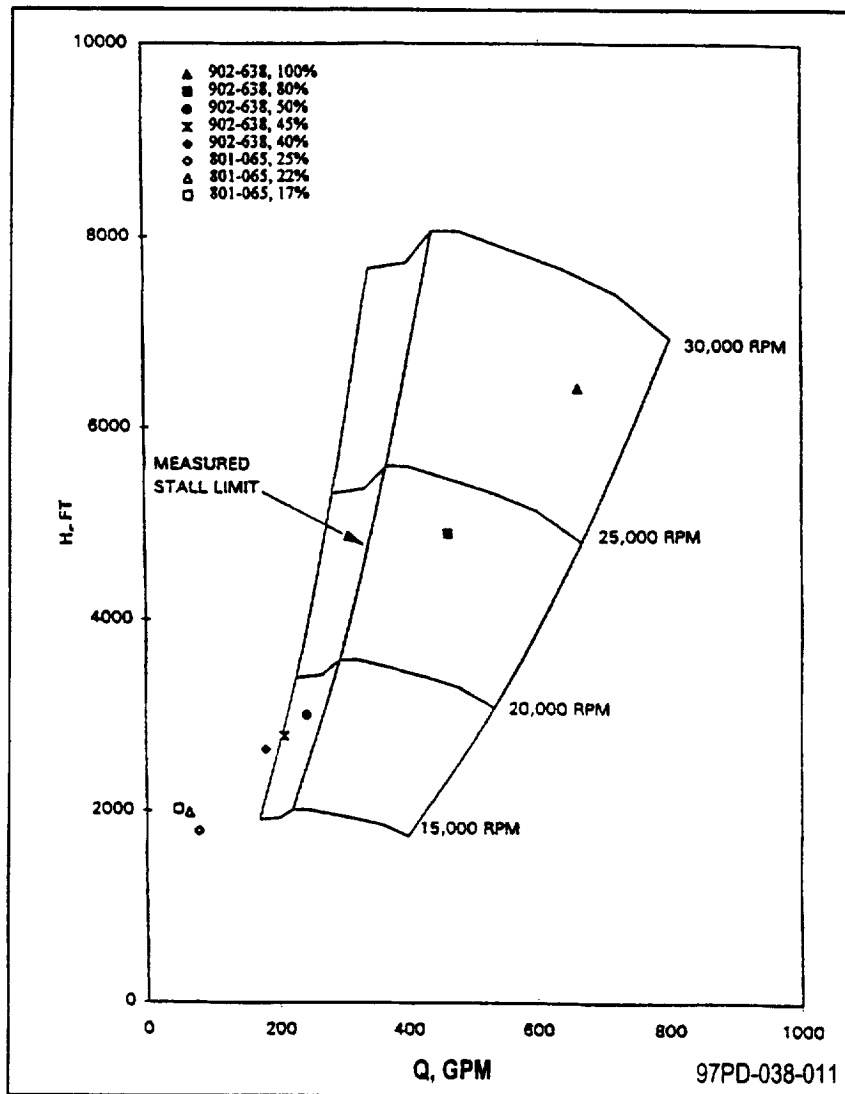 10000
902-638, 100%
902-638, 80%
902-638, 50%
902-638, 45%
902-638, 40%
801-065, 25%
801-065, 22%
801-065, 17%
8000
30,000 RPM
6000
MEASURED
STALL LIMIT
H, FT
25,000 RPM
4000
20,000 RPM
2000
15,000 RPM
0
0 200 400 600 800 1000
Q, GPM
97PD-038-011